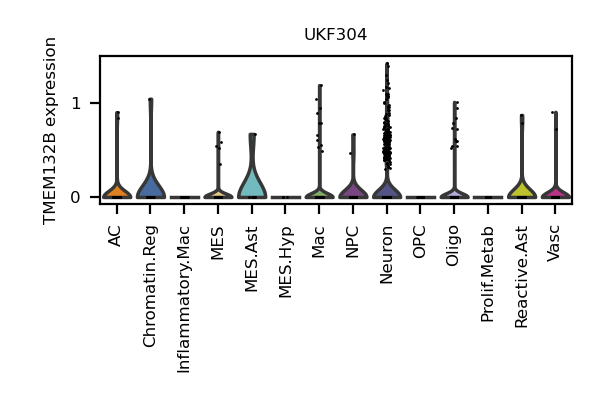 UKF304
TMEM132B expression
1
0
AC
Chromatin.Reg
Inflammatory.Mac
MES
MES.Ast
MES.Hyp
Mac
NPC
Neuron
OPC
Oligo
Prolif.Metab
Reactive.Ast
Vasc